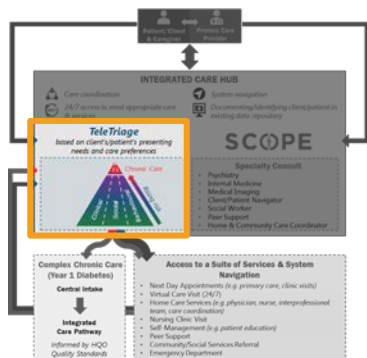 Patient/Client
& Caregiver
Primary Care
Provider
INTEGRATED CARE HUB
Care coordination
System navigation
24/7 access to most appropriate care
& services
Documenting/identifying client/patient in
existing data repository
TeleTriage
based on client's/patient's presenting
needs and care preferences
Chronic Care
Clinical
Social
SCOPE
Specialty Consult
• Psychiatry
• Internal Medicine
• Medical Imaging
• Client/Patient Navigator
• Social Worker
• Peer Support
• Home & Community Care Coordinator
Complex Chronic Care
(Year 1 Diabetes)
Central Intake
Integrated
Care Pathway
Informed by HQO
Quality Standards
Access to a Suite of Services & System
Navigation
• Next Day Appointments (e.g. primary care, clinic visits)
• Virtual Care Visit (24/7)
• Home Care Services (e.g. physician, nurse, interprofessional
team, care coordination)
• Nursing Clinic Visit
• Self-Management (e.g. patient education)
• Peer Support
• Community/Social Services Referral
• Emergency Department